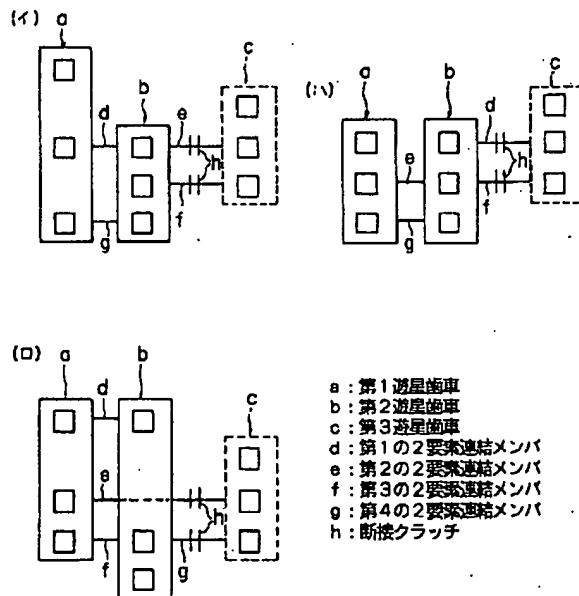 (イ)
a
b
c
d
e
h
f
g
(ハ)
a
b
c
d
e
h
f
g
(ロ)
a
b
c
d
e
h
f
g
a:第1遊星歯車
b:第2遊星歯車
c:第3遊星歯車
d:第1の2要素連結メンバ
e:第2の2要素連結メンバ
f:第3の2要素連結メンバ
g:第4の2要素連結メンバ
h:断接クラッチ